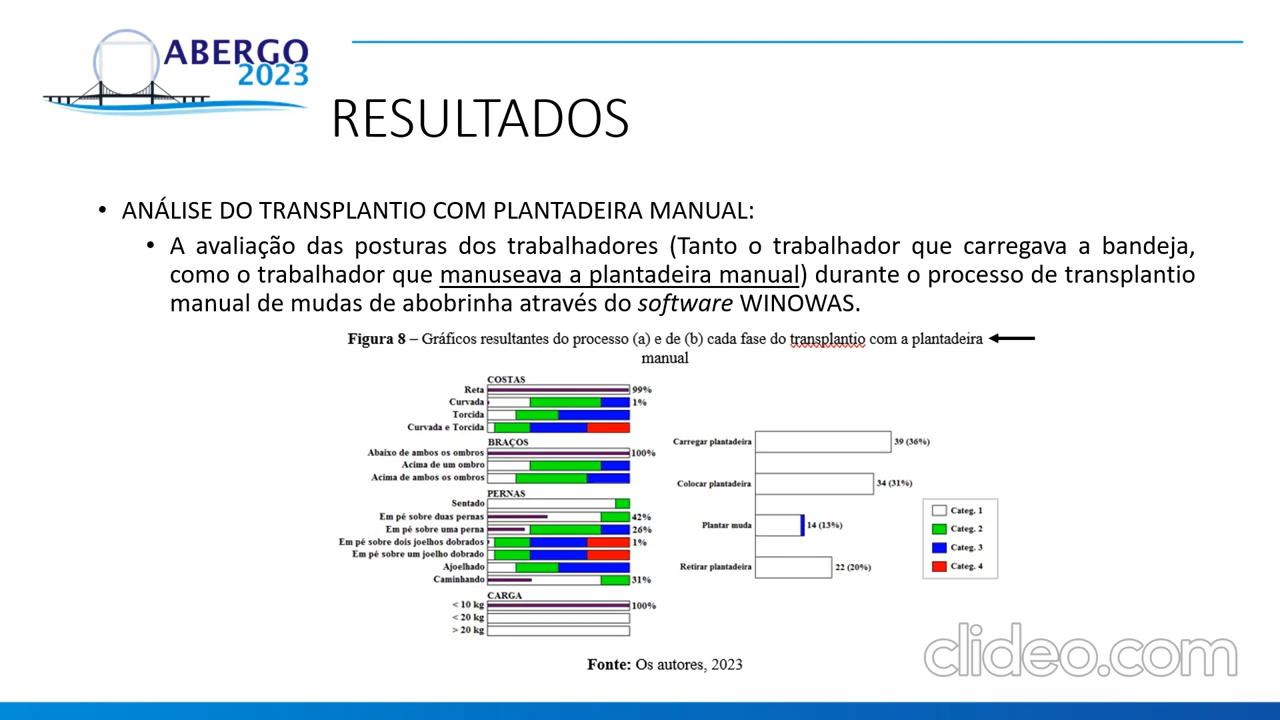 ABERGO
2023
RESULTADOS
• ANÁLISE DO TRANSPLANTIO COM PLANTADEIRA MANUAL:
• A avaliação das posturas dos trabalhadores (Tanto o trabalhador que carregava a bandeja,
como o trabalhador que manuseava a plantadeira manual) durante o processo de transplantio
manual de mudas de abobrinha através do software WINOWAS.
Figura 8 – Gráficos resultantes do processo (a) e de (b) cada fase do transplantio com a plantadeira
manual
COSTAS
Reta 99%
Curvada 1%
Torcida
Curvada e Torcida
BRAÇOS
Abaixo de ambos os ombros 100%
Acima de um ombro
Acima de ambos os ombros
PERNAS
Sentado
Em pé sobre duas pernas 42%
Em pé sobre uma perna 26%
Em pé sobre dois joelhos dobrados 1%
Em pé sobre um joelho dobrado
Ajoelhado
Caminhando 31%
CARGA
< 10 kg 100%
< 20 kg
> 20 kg
Carregar plantadeira 39 (36%)
Colocar plantadeira 34 (31%)
Plantar muda 14 (13%)
Retirar plantadeira 22 (20%)
Categ. 1
Categ. 2
Categ. 3
Categ. 4
Fonte: Os autores, 2023
clideo.com